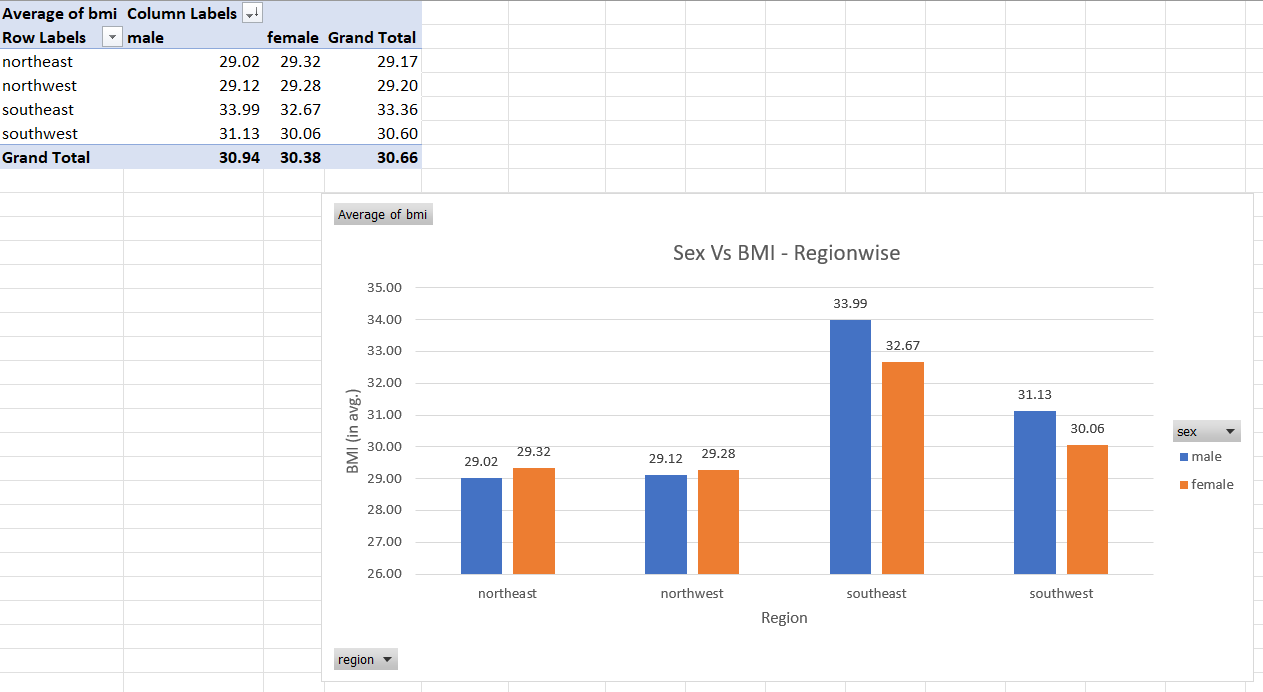 Average of bmi Column Labels
Row Labels male female Grand Total
northeast 29.02 29.32 29.17
northwest 29.12 29.28 29.20
southeast 33.99 32.67 33.36
southwest 31.13 30.06 30.60
Grand Total 30.94 30.38 30.66
Average of bmi
Sex Vs BMI - Regionwise
35.00
34.00
33.00
32.00
31.00
30.00
29.00
28.00
27.00
26.00
BMI (in avg.)
29.02 29.32 29.12 29.28 33.99 32.67 31.13 30.06
northeast northwest southeast southwest
Region
sex
male
female
region